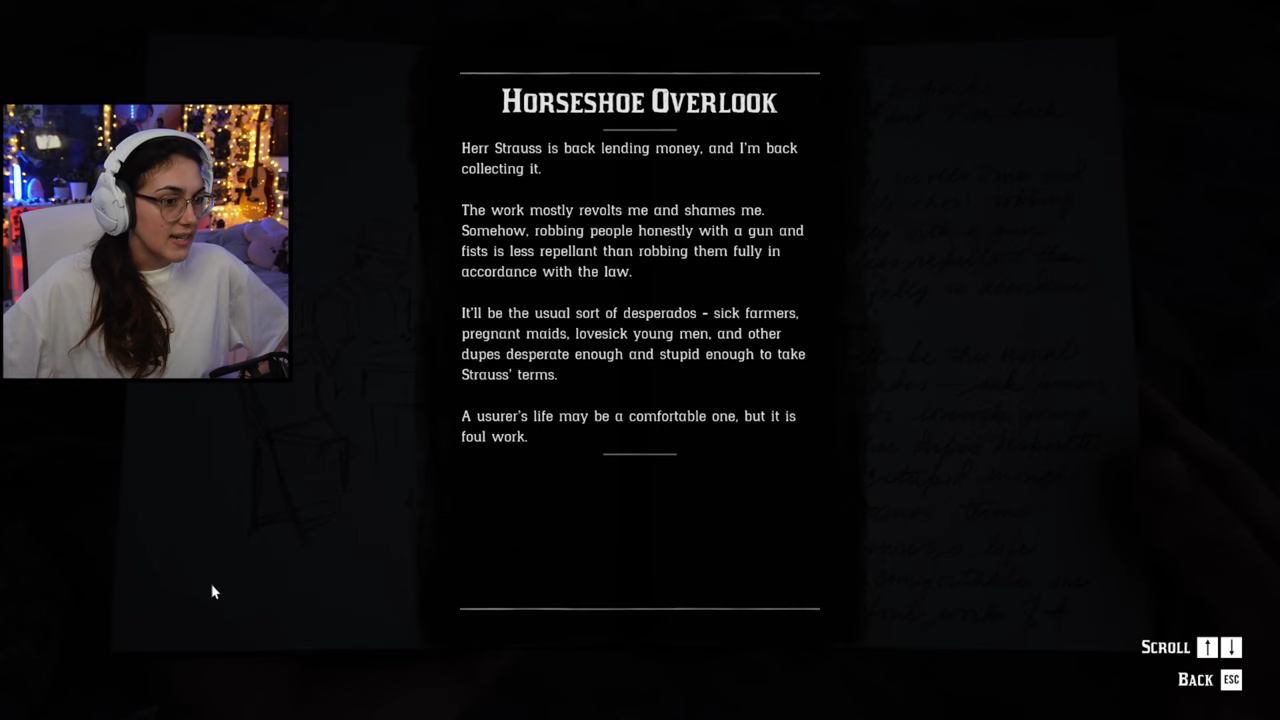 Horseshoe Overlook
Herr Strauss is back lending money, and I'm back
collecting it.
The work mostly revolts me and shames me.
Somehow, robbing people honestly with a gun and
fists is less repellant than robbing them fully in
accordance with the law.
It'll be the usual sort of desperados - sick farmers,
pregnant maids, lovesick young men, and other
dupes desperate enough and stupid enough to take
Strauss' terms.
A usurer's life may be a comfortable one, but it is
foul work.
Scroll ↑ ↓
Back ESC